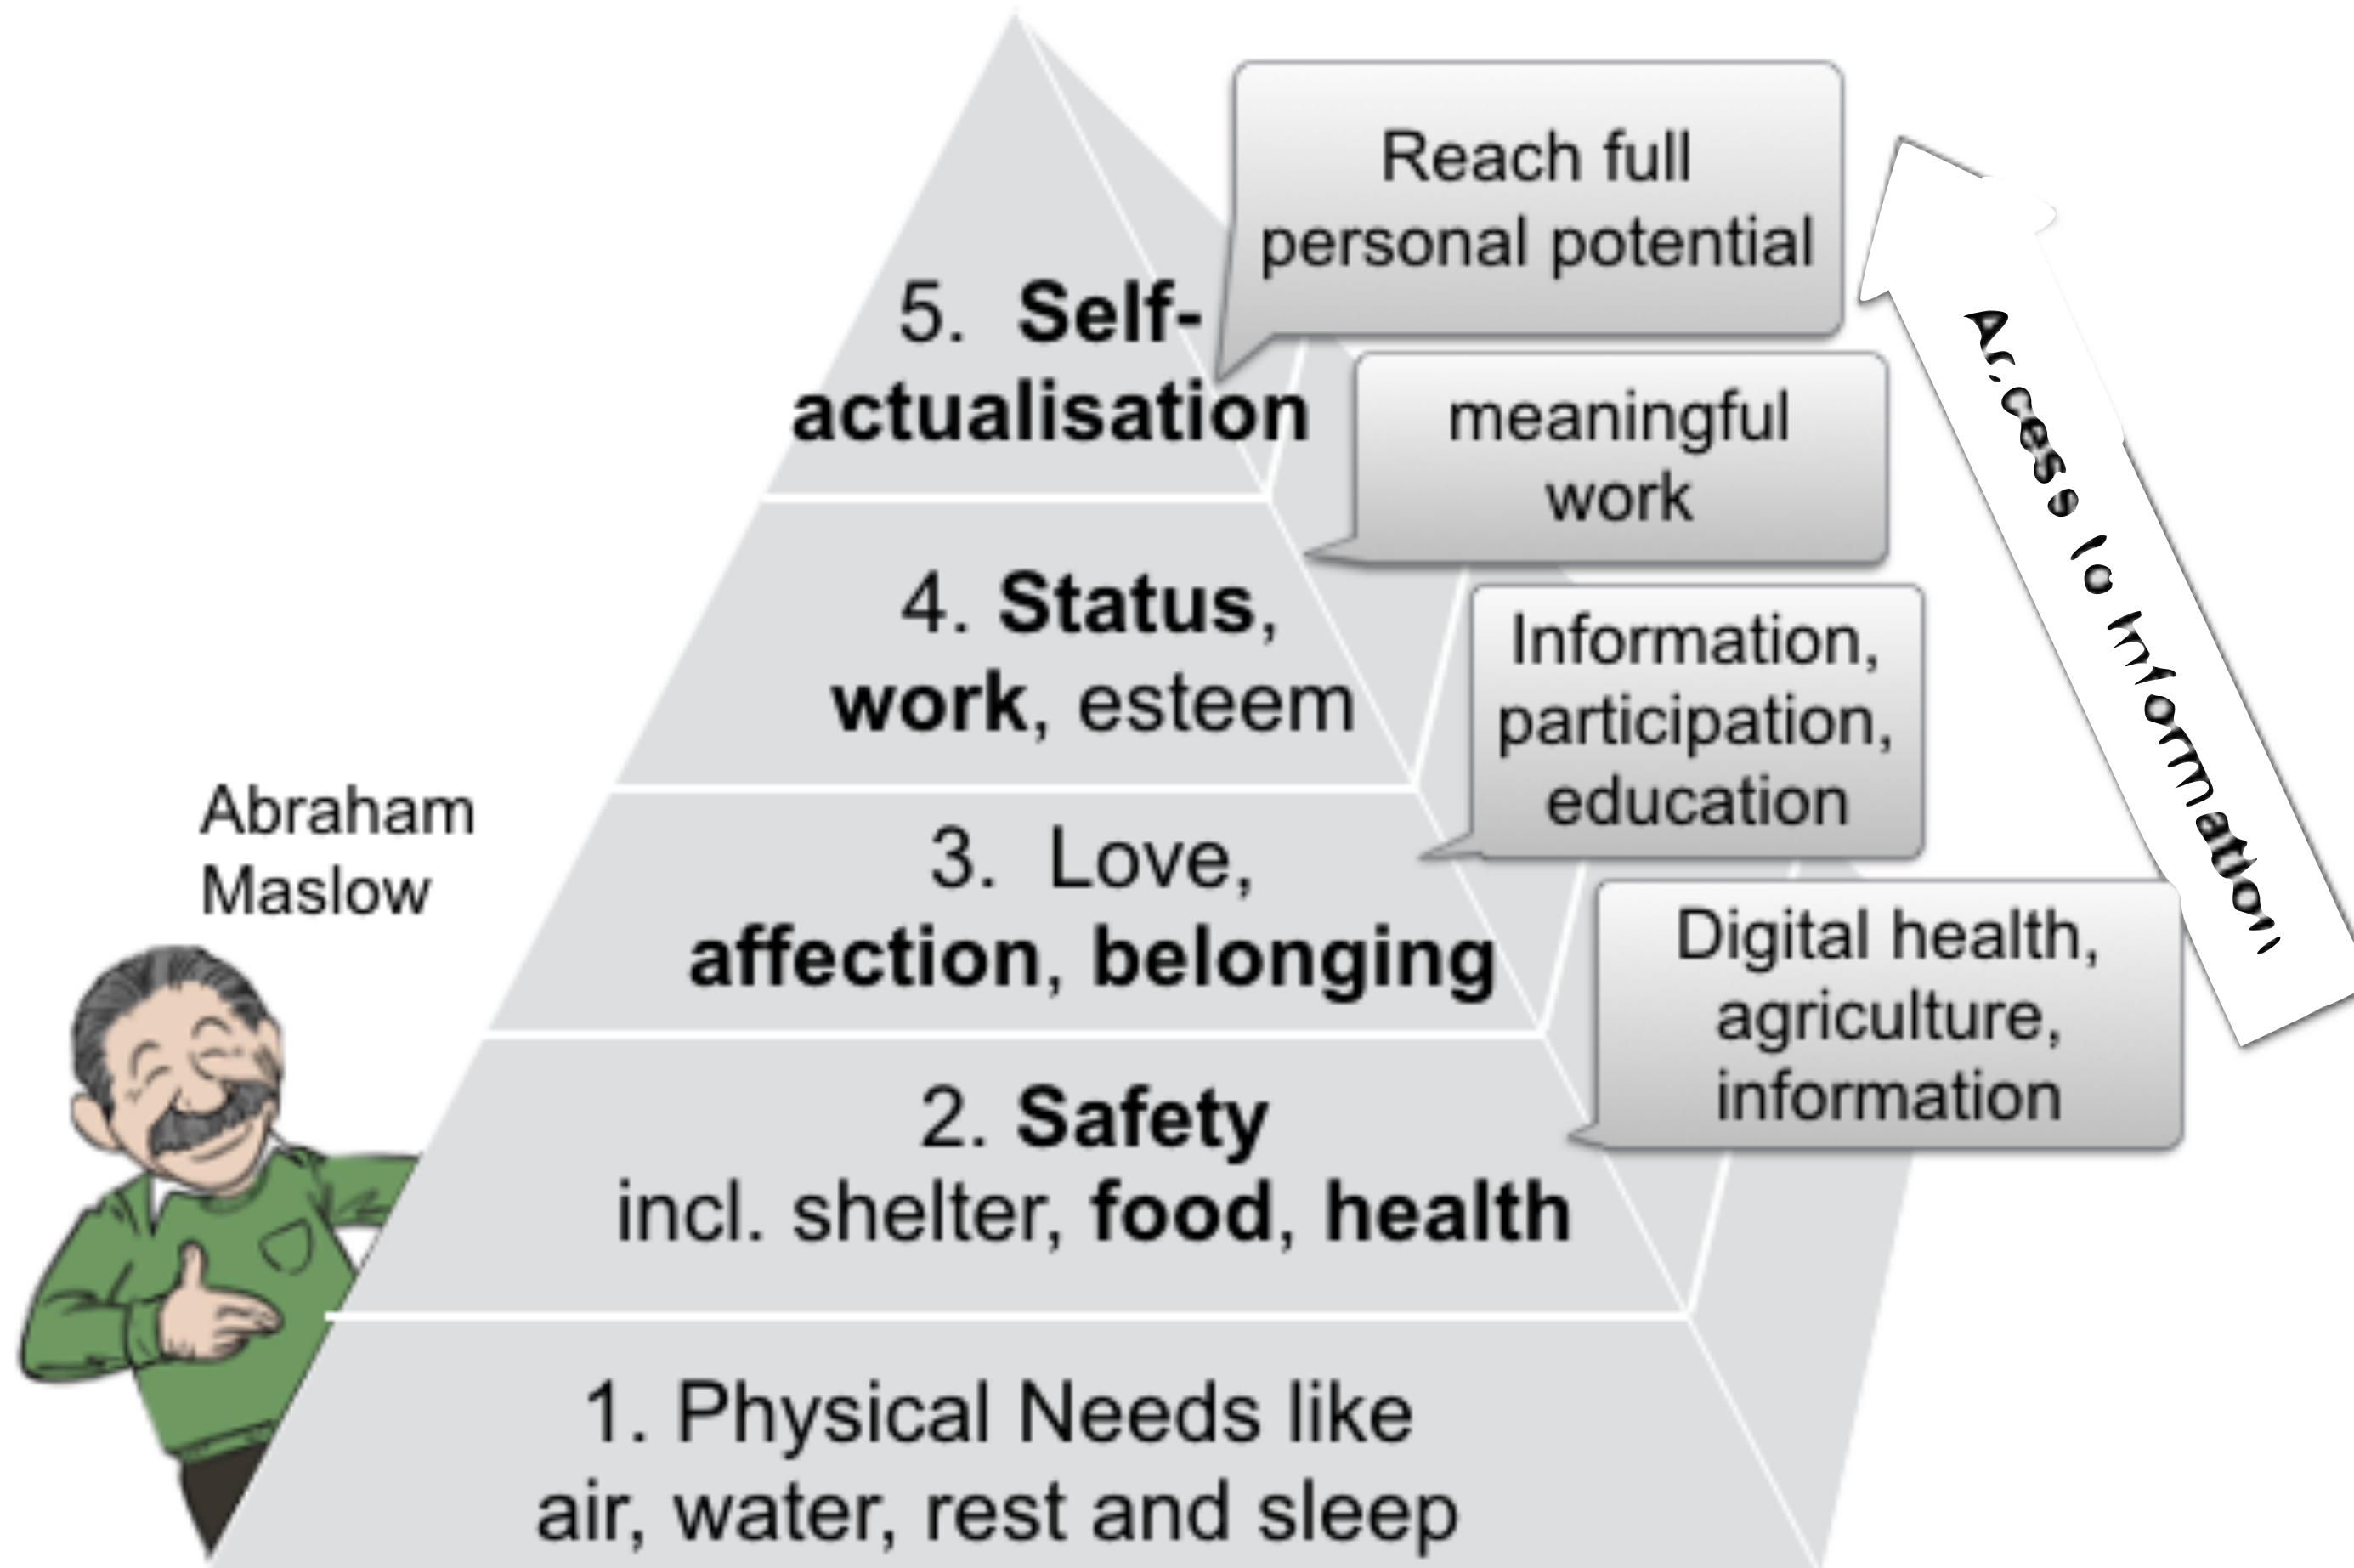 Reach full
personal potential
5. Self-
actualisation
meaningful
work
4. Status,
work, esteem
Information,
participation,
education
Abraham
Maslow
3. Love,
affection, belonging
Digital health,
agriculture,
information
2. Safety
incl. shelter, food, health
1. Physical Needs like
air, water, rest and sleep
Access to Information